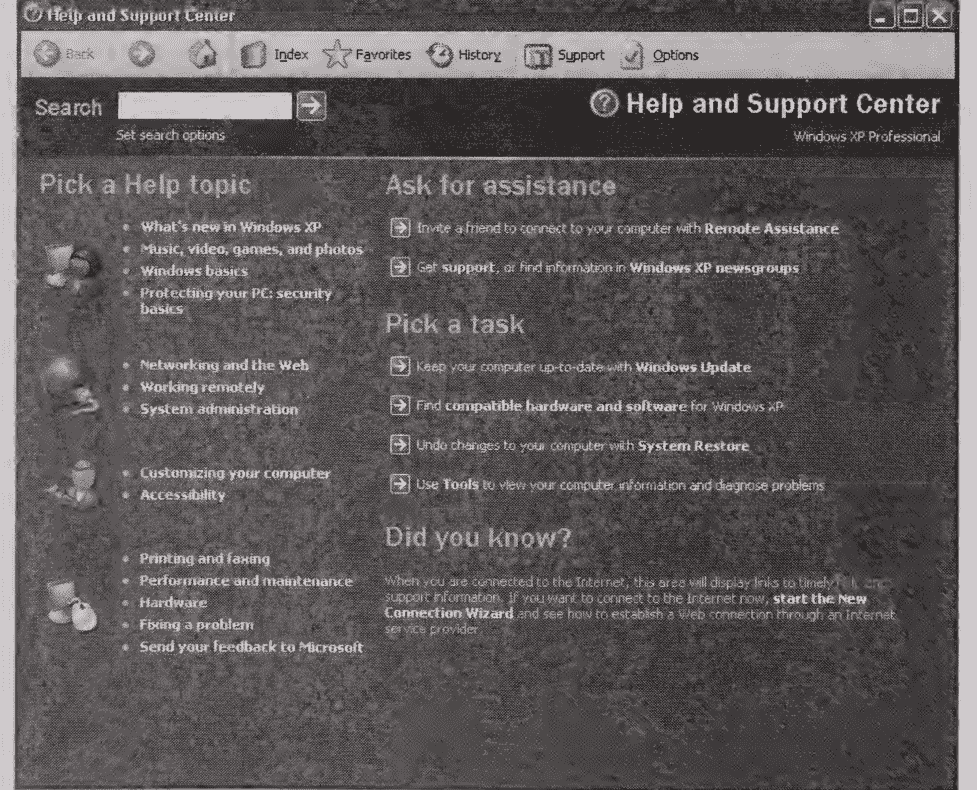 Help and Support Center
Back
Index
Favorites
History
Support
Options
Search
Set search options
Help and Support Center
Windows XP Professional
Pick a Help topic
What's new in Windows XP
Music, video, games, and photos
Windows basics
Protecting your PC: security
basics
Networking and the Web
Working remotely
System administration
Customizing your computer
Accessibility
Printing and faxing
Performance and maintenance
Hardware
Fixing a problem
Send your feedback to Microsoft
Ask for assistance
Invite a friend to connect to your computer with Remote Assistance
Get support, or find information in Windows XP newsgroups
Pick a task
Keep your computer up-to-date with Windows Update
Find compatible hardware and software for Windows XP
Undo changes to your computer with System Restore
Use Tools to view your computer information and diagnose problems
Did you know?
When you are connected to the Internet, this area will display links to timely and
support information. If you want to connect to the Internet now, start the New
Connection Wizard and see how to establish a Web connection through an Internet
service provider